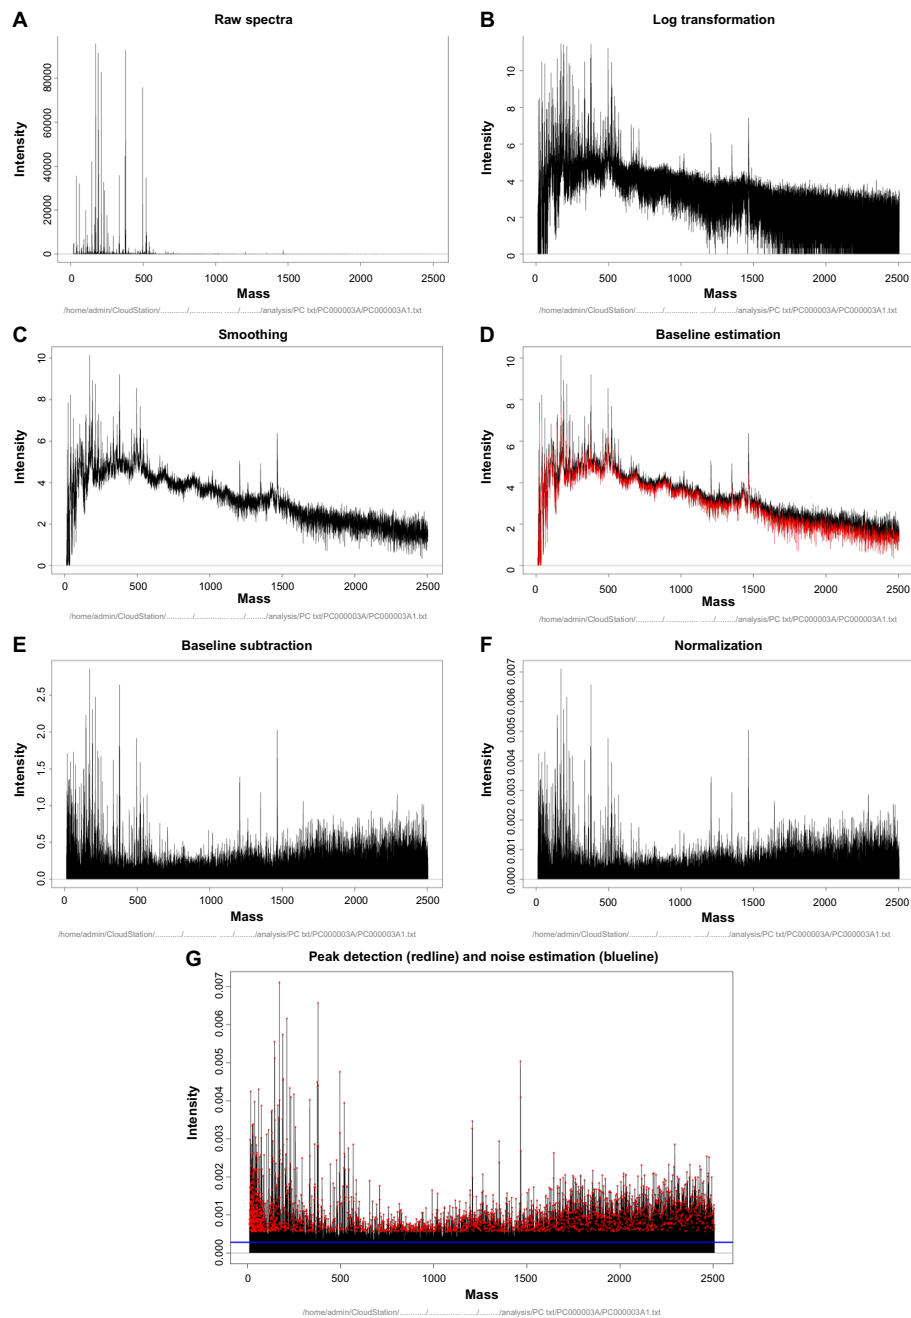 A Raw spectra
Intensity
0 20000 40000 60000 80000
0 500 1000 1500 2000 2500
Mass
/home/admin/CloudStation/............/............... ....../........./analysis/PC txt/PC000003A/PC000003A1.txt
B Log transformation
Intensity
0 2 4 6 8 10
0 500 1000 1500 2000 2500
Mass
/home/admin/CloudStation/............/............... ....../........./analysis/PC txt/PC000003A/PC000003A1.txt
C Smoothing
Intensity
0 2 4 6 8 10
0 500 1000 1500 2000 2500
Mass
/home/admin/CloudStation/............/............... ....../........./analysis/PC txt/PC000003A/PC000003A1.txt
D Baseline estimation
Intensity
0 2 4 6 8 10
0 500 1000 1500 2000 2500
Mass
/home/admin/CloudStation/............/............... ....../........./analysis/PC txt/PC000003A/PC000003A1.txt
E Baseline subtraction
Intensity
0.0 0.5 1.0 1.5 2.0 2.5
0 500 1000 1500 2000 2500
Mass
/home/admin/CloudStation/............/............... ....../........./analysis/PC txt/PC000003A/PC000003A1.txt
F Normalization
Intensity
0.000 0.001 0.002 0.003 0.004 0.005 0.006 0.007
0 500 1000 1500 2000 2500
Mass
/home/admin/CloudStation/............/............... ....../........./analysis/PC txt/PC000003A/PC000003A1.txt
G Peak detection (redline) and noise estimation (blueline)
Intensity
0.000 0.001 0.002 0.003 0.004 0.005 0.006 0.007
0 500 1000 1500 2000 2500
Mass
/home/admin/CloudStation/............/............... ....../........./analysis/PC txt/PC000003A/PC000003A1.txt